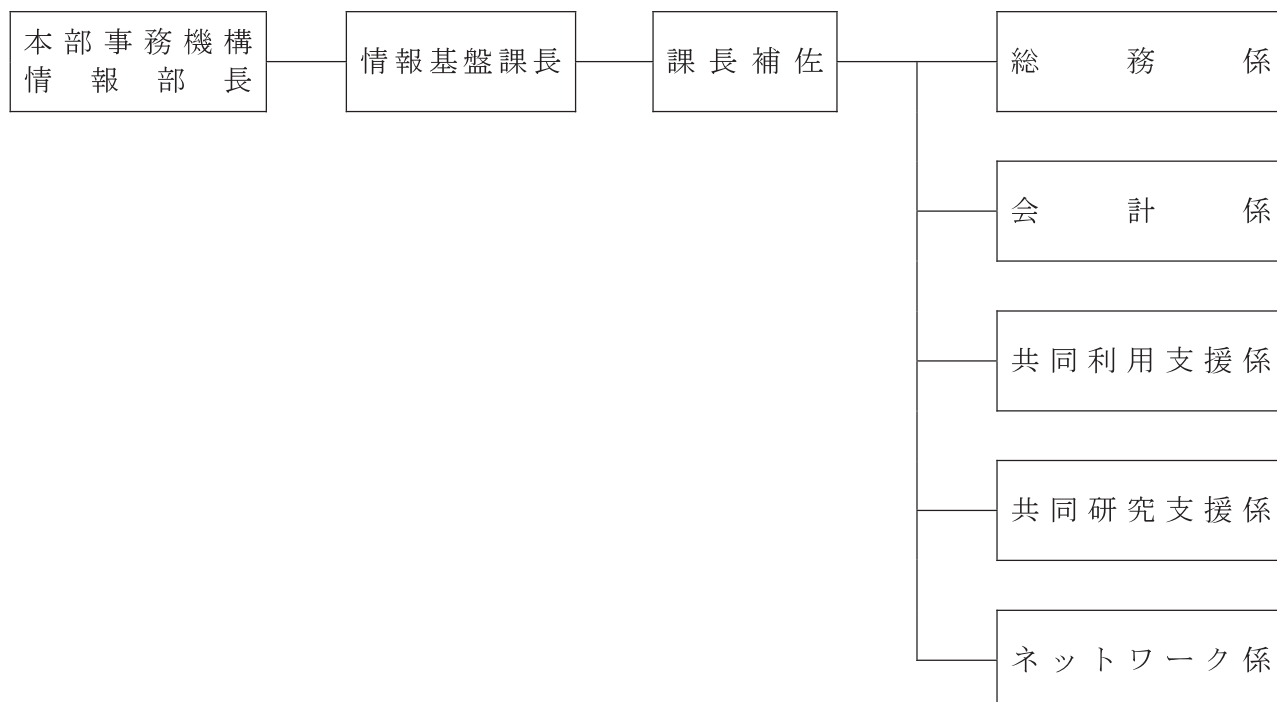 本部事務機構
情報部長
情報基盤課長
課長補佐
総務係
会計係
共同利用支援係
共同研究支援係
ネットワーク係